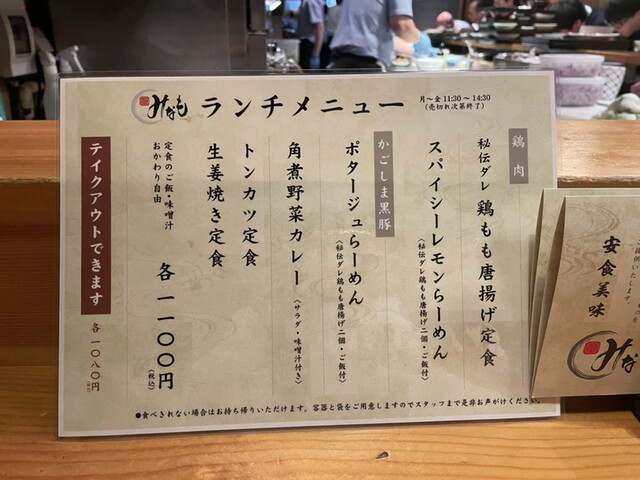 みなも ランチメニュー
月～金 11:30～14:30
(売切れ次第終了)
鶏肉
秘伝ダレ 鶏もも唐揚げ定食
スパイシーレモンらーめん
(秘伝ダレ鶏もも唐揚げ二個・ご飯付)
かごしま黒豚
ポタージュらーめん
(秘伝ダレ鶏もも唐揚げ二個・ご飯付)
角煮野菜カレー (サラダ・味噌汁付き)
トンカツ定食
生姜焼き定食
定食のご飯・味噌汁
おかわり自由
各 一一〇〇円 (税込)
テイクアウトできます
各 一〇八〇円
●食べきれない場合はお持ち帰りいただけます。容器と袋をご用意しますのでスタッフまで是非お声がけください。
安食美味